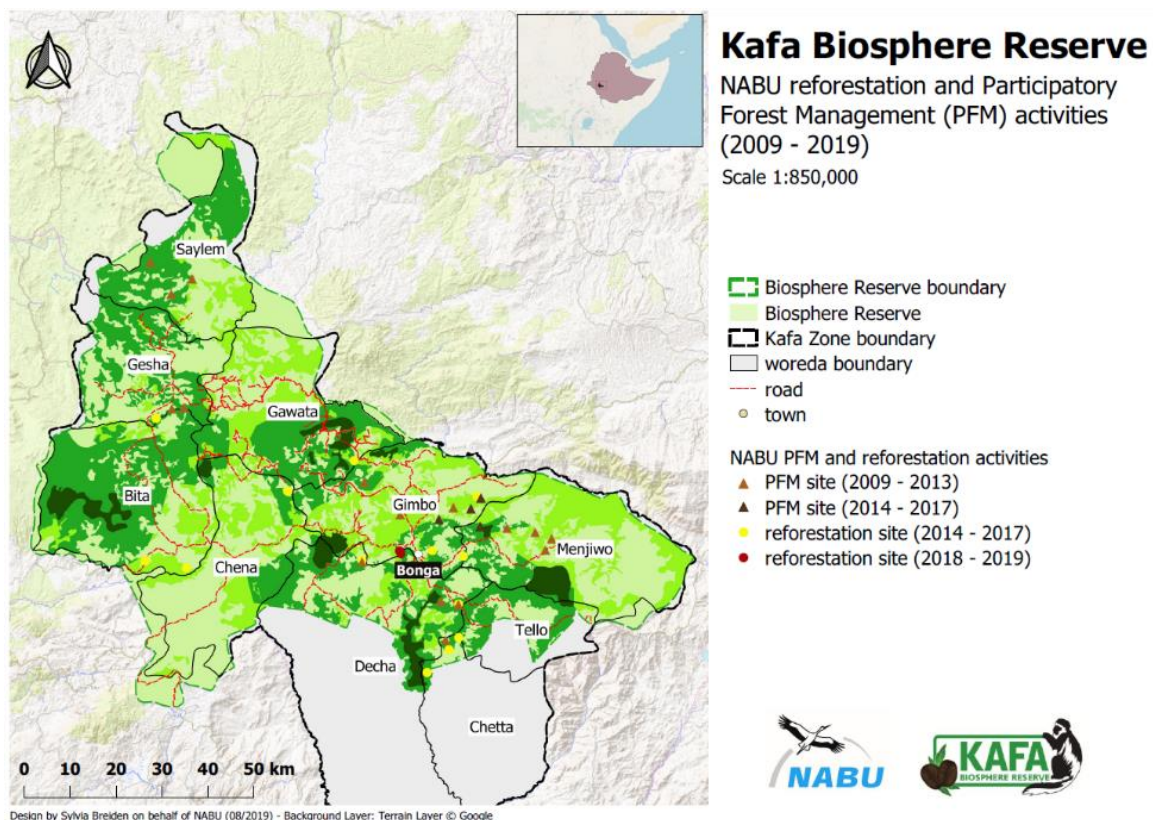 Kafa Biosphere Reserve
NABU reforestation and Participatory
Forest Management (PFM) activities
(2009 - 2019)
Scale 1:850,000
Biosphere Reserve boundary
Biosphere Reserve
Kafa Zone boundary
woreda boundary
road
town
NABU PFM and reforestation activities
PFM site (2009 - 2013)
PFM site (2014 - 2017)
reforestation site (2014 - 2017)
reforestation site (2018 - 2019)
Saylem
Gesha
Gawata
Bita
Gimbo
Menjiwo
Chena
Bonga
Tello
Decha
Chetta
0 10 20 30 40 50 km
NABU
KAFA
BIOSPHERE RESERVE
Design by Sylvia Breiden on behalf of NABU (08/2019) - Background Layer: Terrain Layer © Google